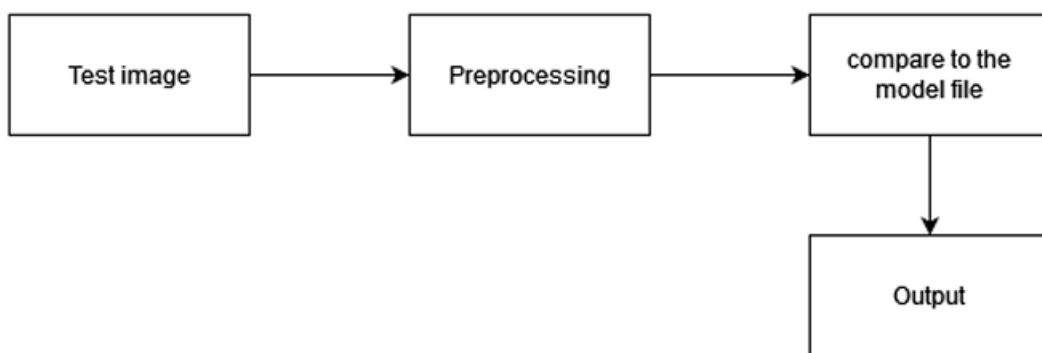 Test image
Preprocessing
compare to the
model file
Output